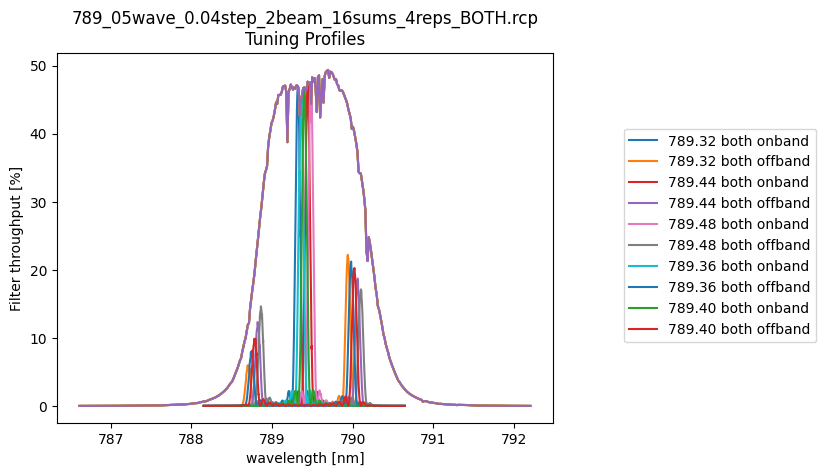 789_05wave_0.04step_2beam_16sums_4reps_BOTH.rcp
Tuning Profiles
50
40
30
20
10
0
Filter throughput [%]
787 788 789 790 791 792
wavelength [nm]
789.32 both onband
789.32 both offband
789.44 both onband
789.44 both offband
789.48 both onband
789.48 both offband
789.36 both onband
789.36 both offband
789.40 both onband
789.40 both offband